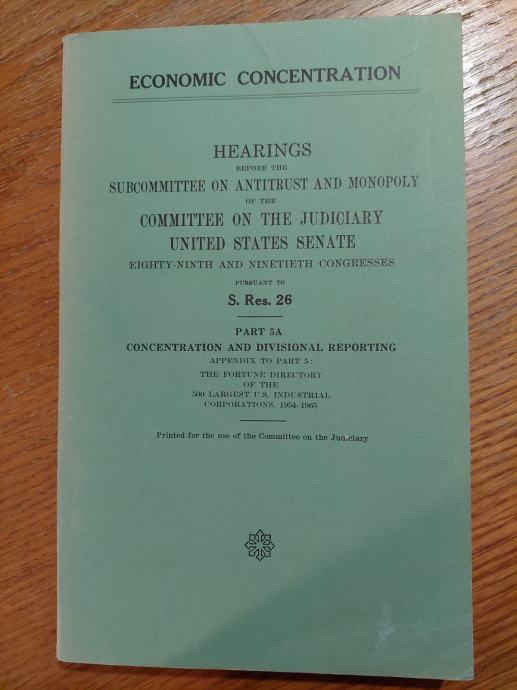 ECONOMIC CONCENTRATION
HEARINGS
BEFORE THE
SUBCOMMITTEE ON ANTITRUST AND MONOPOLY
OF THE
COMMITTEE ON THE JUDICIARY
UNITED STATES SENATE
EIGHTY-NINTH AND NINETIETH CONGRESSES
PURSUANT TO
S. Res. 26
PART 5A
CONCENTRATION AND DIVISIONAL REPORTING
APPENDIX TO PART 5:
THE FORTUNE DIRECTORY
OF THE
500 LARGEST U.S. INDUSTRIAL
CORPORATIONS, 1954–1965
Printed for the use of the Committee on the Judiciary